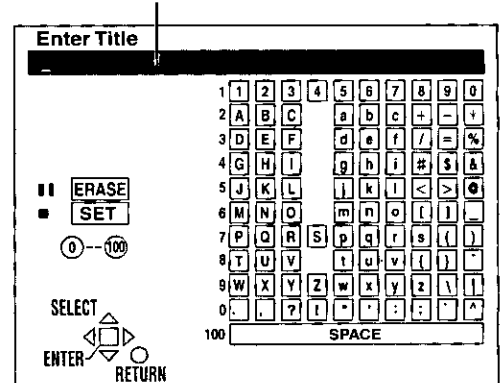 Enter Title
_
1 1 2 3 4 5 6 7 8 9 0
2 A B C a b c + - *
3 D E F d e f / = %
4 G H I g h i # $ &
5 J K L j k l < > @
6 M N O m n o [ ] _
7 P Q R S p q r s ( )
8 T U V t u v { }
9 W X Y Z w x y z \ |
0 . , ? ! : ; ^
100 SPACE
ERASE
SET
0 -- 100
SELECT
ENTER
RETURN